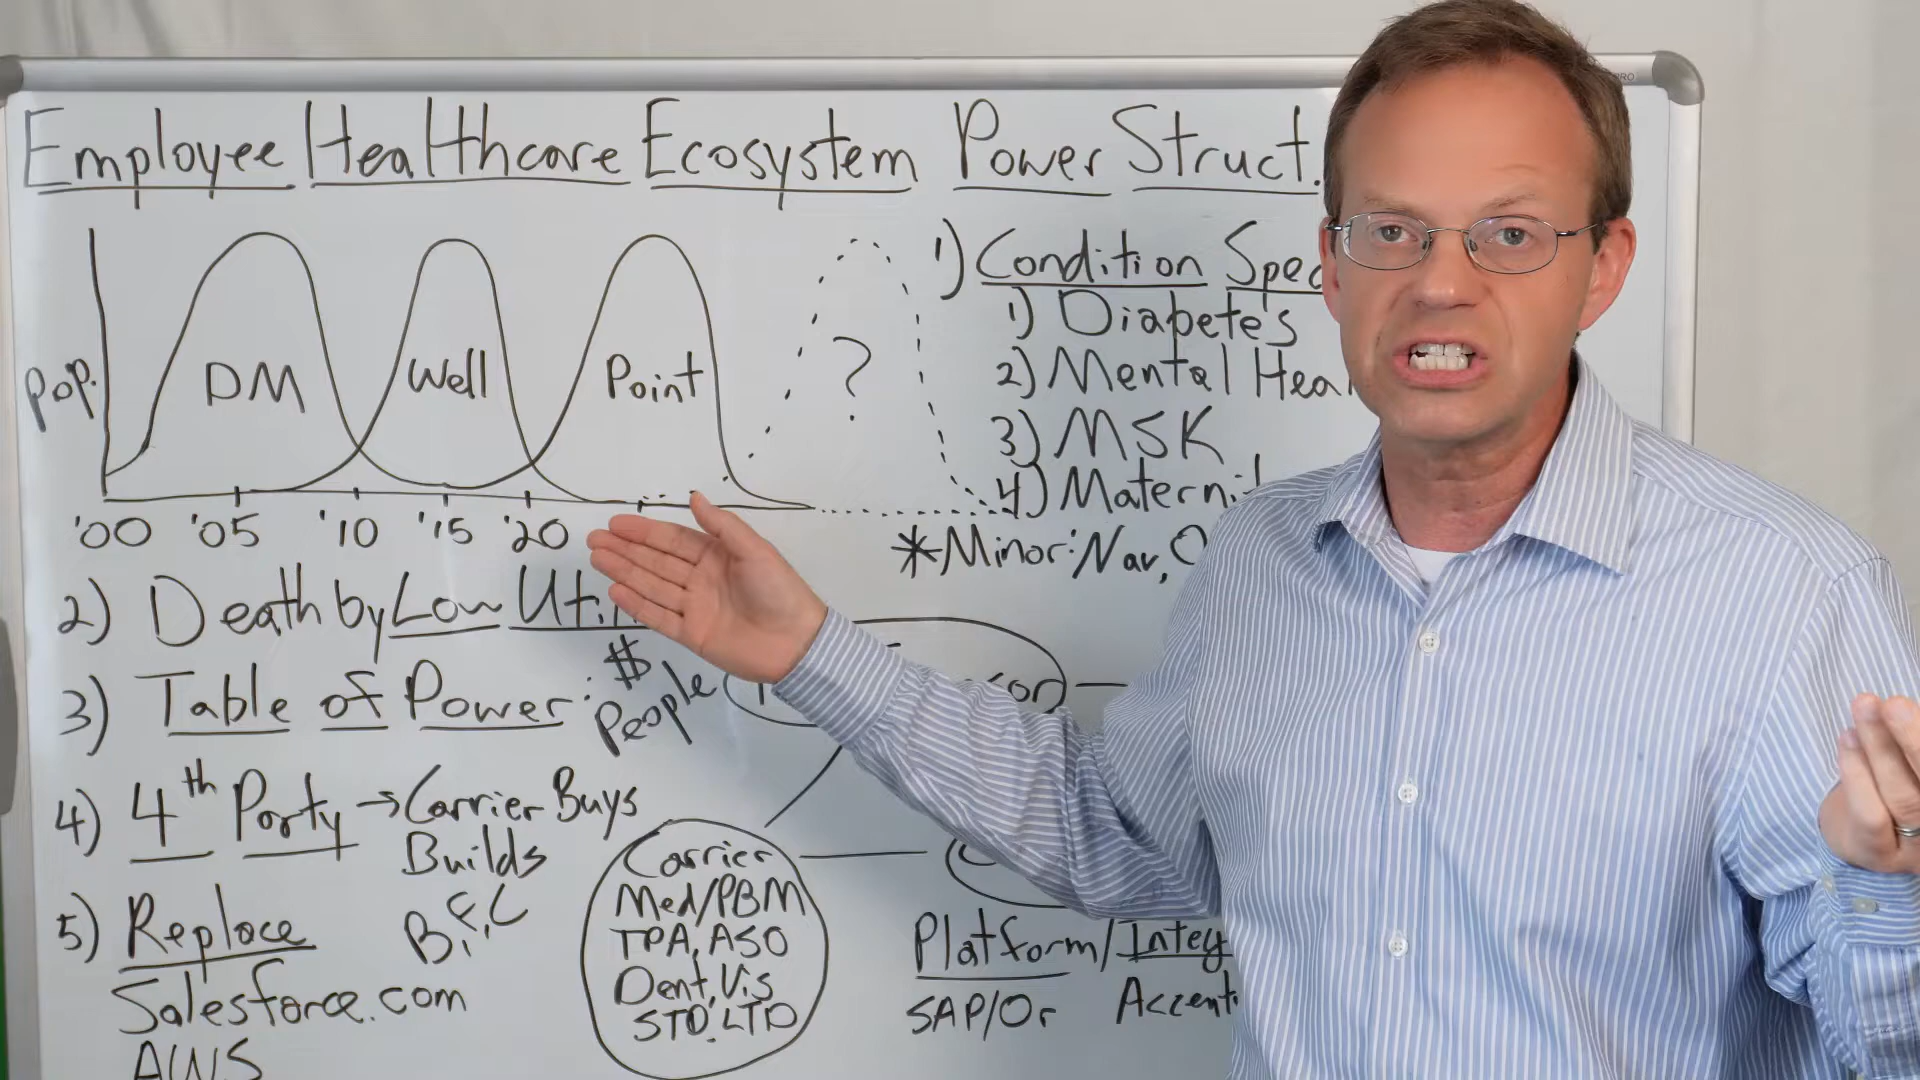 Employee Healthcare Ecosystem Power Struct.
pop.
DM
Well
Point
?
'00 '05 '10 '15 '20
1) Condition Spec
1) Diabetes
2) Mental Heal
3) MSK
4) Materni
*Minor: Nav, O
2) Death by Low Util
3) Table of Power: $
People
4) 4th Party → Carrier Buys
Builds
B, F, C
5) Replace
Salesforce.com
AWS
Carrier
Med/PBM
TPA, ASO
Dent, Vis
STD, LTD
Platform/Integ
SAP/Or Accent